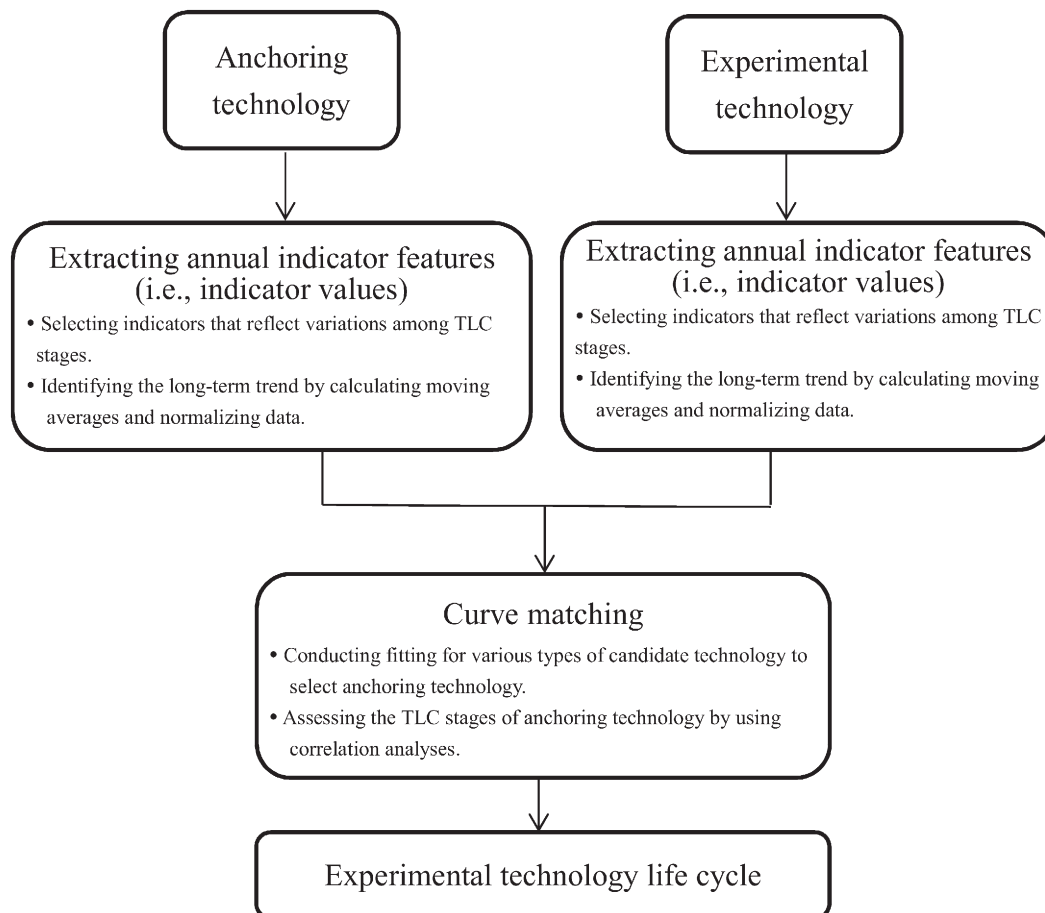 Anchoring
technology
Experimental
technology
Extracting annual indicator features
(i.e., indicator values)
• Selecting indicators that reflect variations among TLC
stages.
• Identifying the long-term trend by calculating moving
averages and normalizing data.
Extracting annual indicator features
(i.e., indicator values)
• Selecting indicators that reflect variations among TLC
stages.
• Identifying the long-term trend by calculating moving
averages and normalizing data.
Curve matching
• Conducting fitting for various types of candidate technology to
select anchoring technology.
• Assessing the TLC stages of anchoring technology by using
correlation analyses.
Experimental technology life cycle